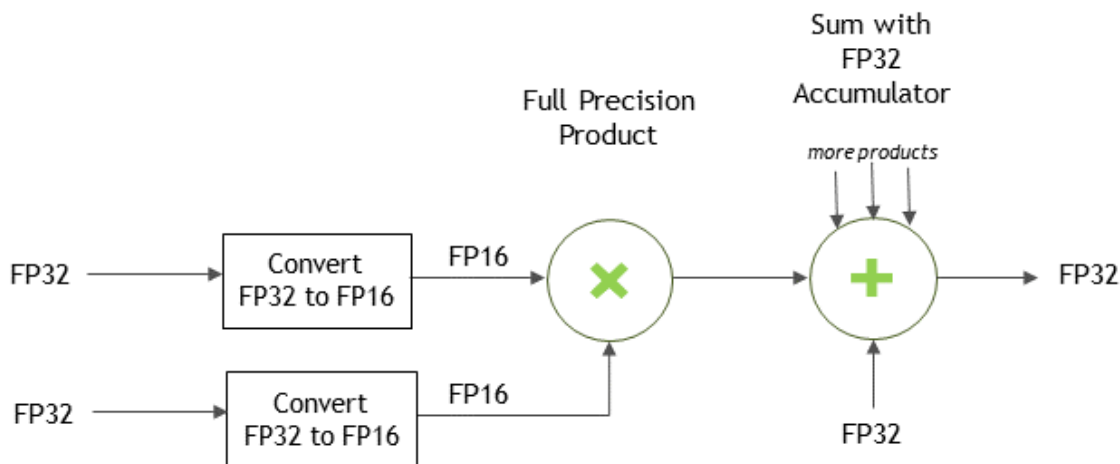 Sum with
FP32
Accumulator
Full Precision
Product
more products
FP32
Convert
FP32 to FP16
FP16
FP32
FP32
Convert
FP32 to FP16
FP16
FP32